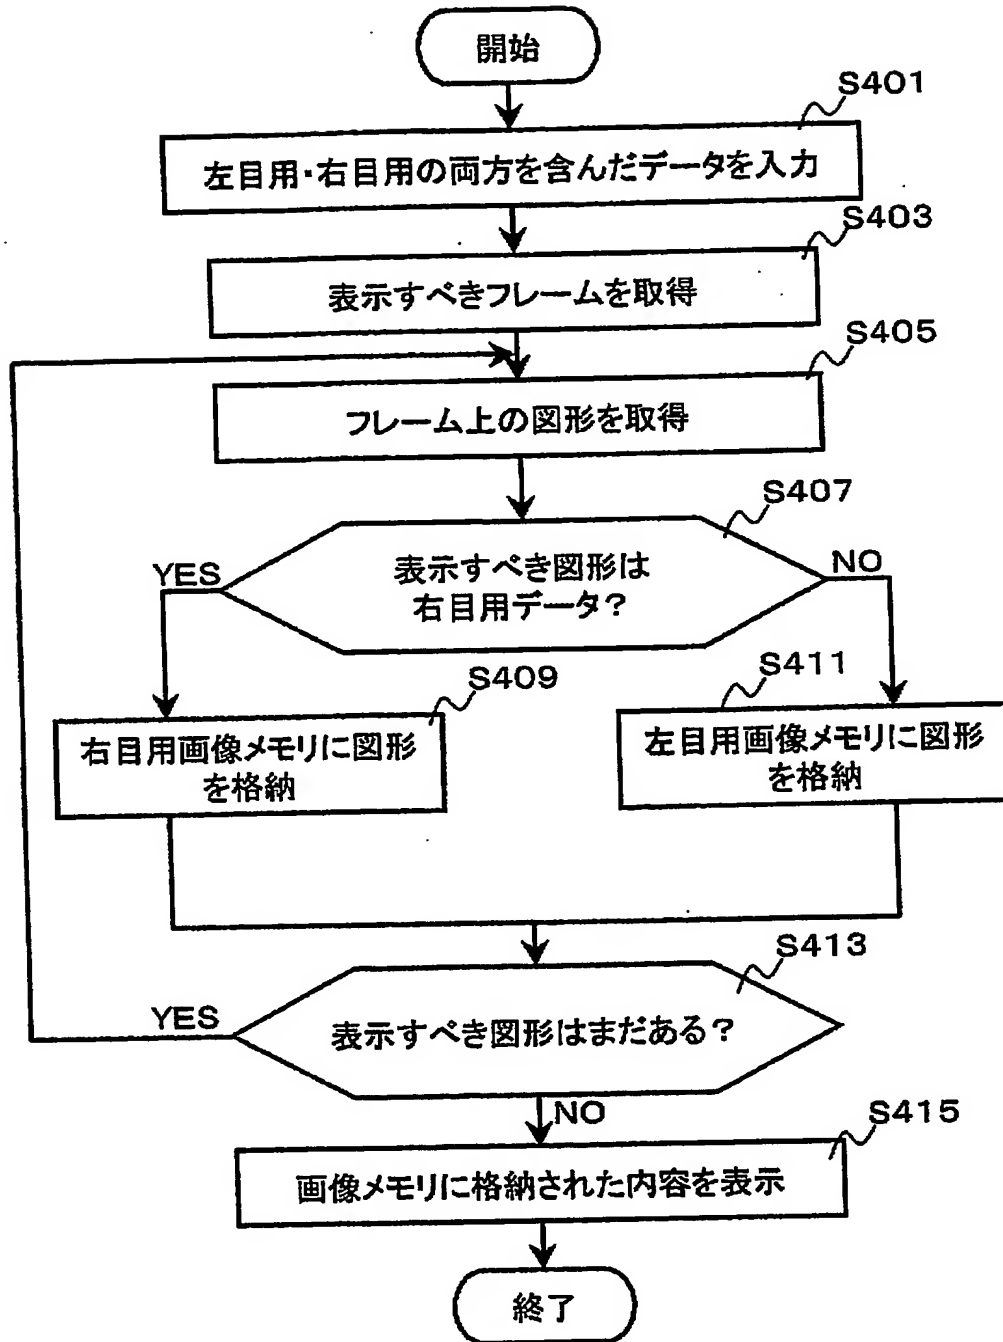 開始
S401
左目用・右目用の両方を含んだデータを入力
S403
表示すべきフレームを取得
S405
フレーム上の図形を取得
S407
表示すべき図形は
右目用データ?
YES
NO
S409
右目用画像メモリに図形
を格納
S411
左目用画像メモリに図形
を格納
S413
表示すべき図形はまだある?
YES
NO
S415
画像メモリに格納された内容を表示
終了